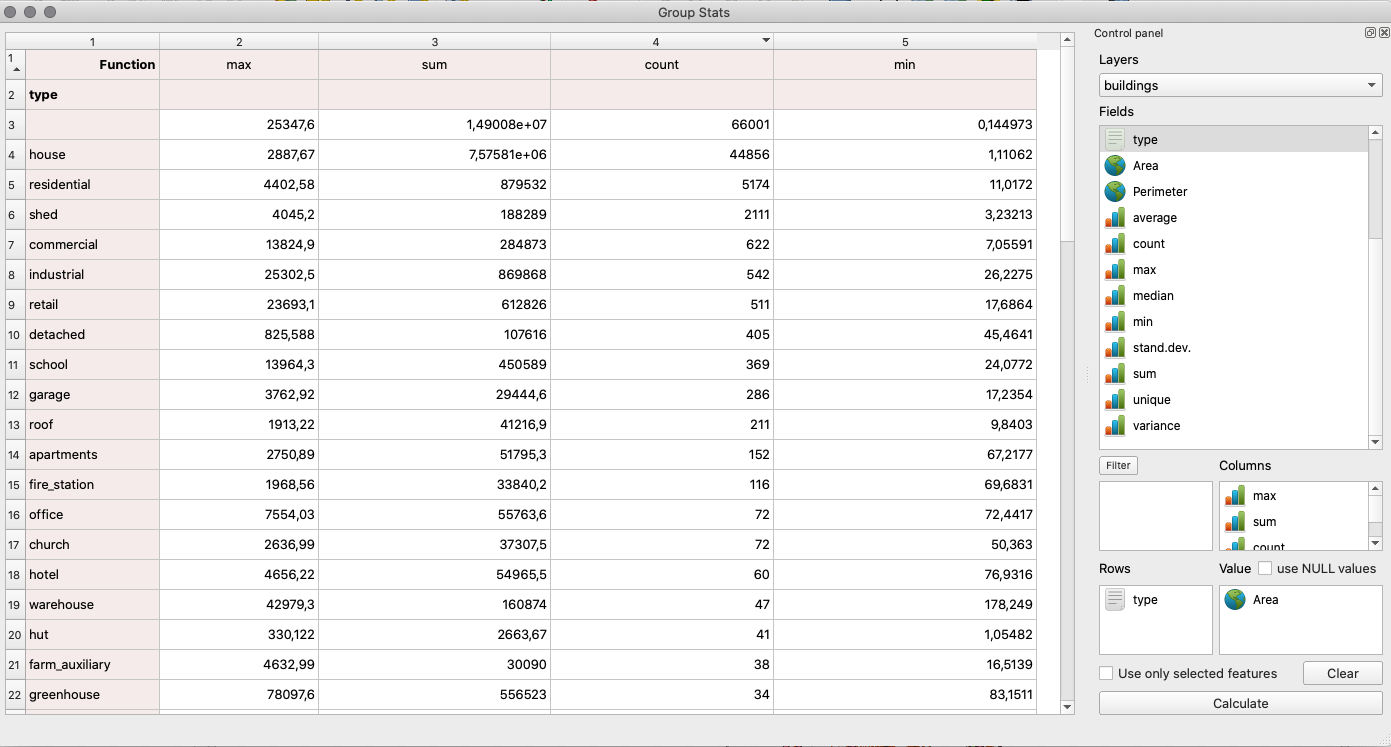 Group Stats
1 2 3 4 5
1 Function max sum count min
2 type
3 25347,6 1,49008e+07 66001 0,144973
4 house 2887,67 7,57581e+06 44856 1,11062
5 residential 4402,58 879532 5174 11,0172
6 shed 4045,2 188289 2111 3,23213
7 commercial 13824,9 284873 622 7,05591
8 industrial 25302,5 869868 542 26,2275
9 retail 23693,1 612826 511 17,6864
10 detached 825,588 107616 405 45,4641
11 school 13964,3 450589 369 24,0772
12 garage 3762,92 29444,6 286 17,2354
13 roof 1913,22 41216,9 211 9,8403
14 apartments 2750,89 51795,3 152 67,2177
15 fire_station 1968,56 33840,2 116 69,6831
16 office 7554,03 55763,6 72 72,4417
17 church 2636,99 37307,5 72 50,363
18 hotel 4656,22 54965,5 60 76,9316
19 warehouse 42979,3 160874 47 178,249
20 hut 330,122 2663,67 41 1,05482
21 farm_auxiliary 4632,99 30090 38 16,5139
22 greenhouse 78097,6 556523 34 83,1511
Control panel
Layers
buildings
Fields
type
Area
Perimeter
average
count
max
median
min
stand.dev.
sum
unique
variance
Filter Columns
max
sum
count
Rows Value use NULL values
type Area
Use only selected features Clear
Calculate